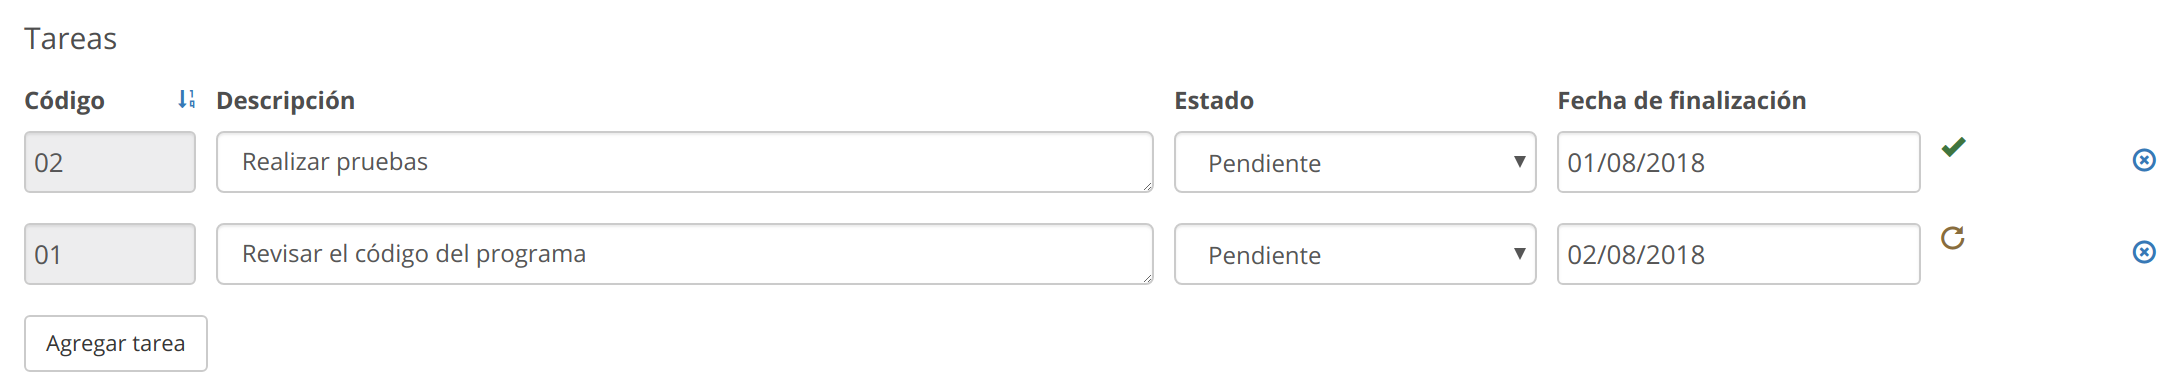 Tareas
Código Descripción Estado Fecha de finalización
02 Realizar pruebas Pendiente 01/08/2018
01 Revisar el código del programa Pendiente 02/08/2018
Agregar tarea